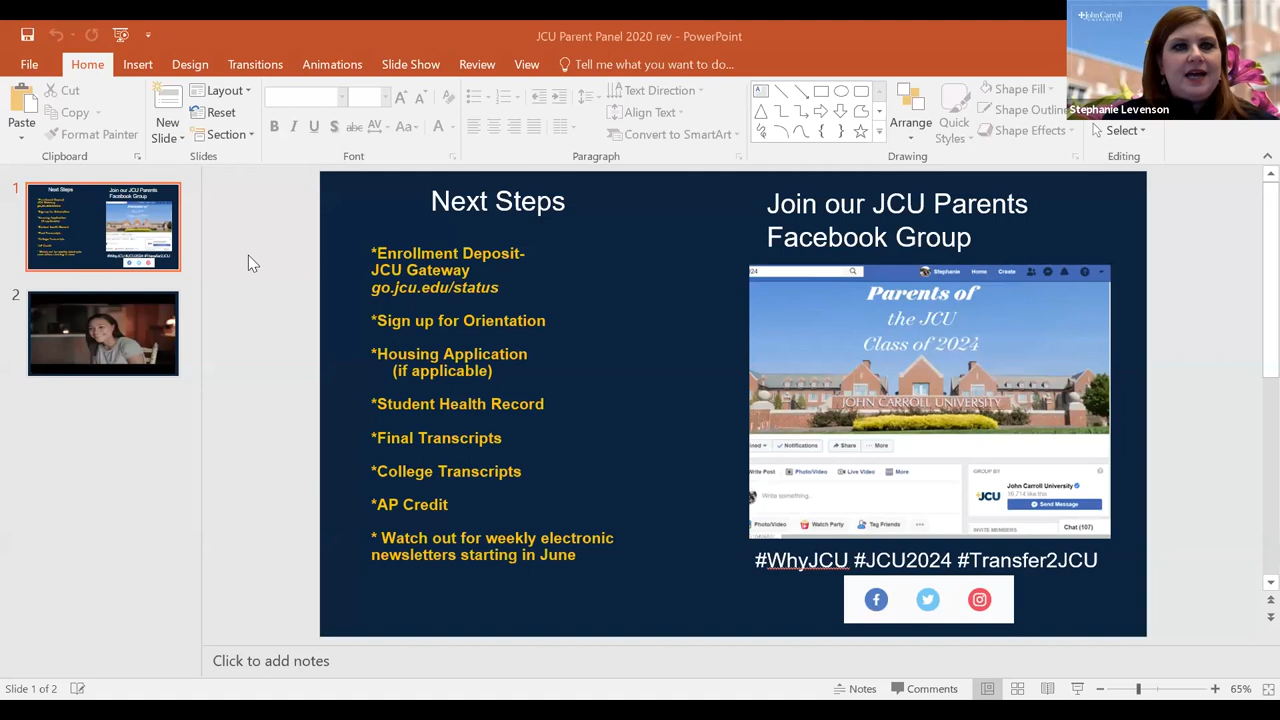 JCU Parent Panel 2020 rev - PowerPoint
File
Home
Insert
Design
Transitions
Animations
Slide Show
Review
View
Tell me what you want to do...
John Carroll
UNIVERSITY
Stephanie Levenson
Paste
Cut
Copy
Format Painter
Clipboard
New
Slide
Layout
Reset
Section
Slides
Font
Text Direction
Align Text
Convert to SmartArt
Paragraph
Arrange
Quick
Styles
Shape Fill
Shape Outline
Shape Effects
Drawing
Select
Editing
1
2
Next Steps
*Enrollment Deposit-
JCU Gateway
go.jcu.edu/status
*Sign up for Orientation
*Housing Application
(if applicable)
*Student Health Record
*Final Transcripts
*College Transcripts
*AP Credit
* Watch out for weekly electronic
newsletters starting in June
Join our JCU Parents
Facebook Group
24
Stephanie Home Create
Parents of
the JCU
Class of 2024
JOHN CARROLL UNIVERSITY
Notifications Share More
Write Post Photo/Video Live Video More
Write something...
Photo/Video Watch Party Tag Friends
GROUP BY
JCU
John Carroll University
Send Message
INVITE MEMBERS
Chat (107)
#WhyJCU #JCU2024 #Transfer2JCU
Click to add notes
Slide 1 of 2
Notes
Comments
65%